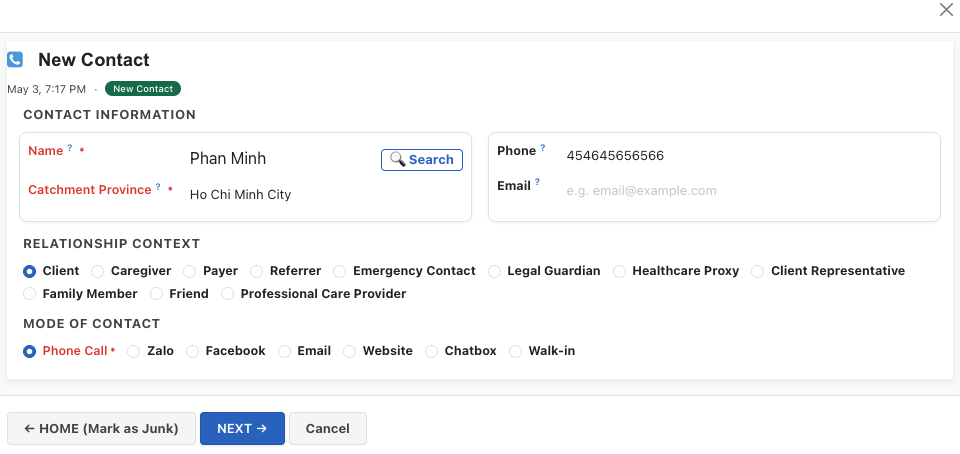 New Contact
May 3, 7:17 PM · New Contact
CONTACT INFORMATION
Name ? *
Phan Minh
Search
Catchment Province ? *
Ho Chi Minh City
Phone ?
454645656566
Email ?
e.g. email@example.com
RELATIONSHIP CONTEXT
Client Caregiver Payer Referrer Emergency Contact Legal Guardian Healthcare Proxy Client Representative
Family Member Friend Professional Care Provider
MODE OF CONTACT
Phone Call * Zalo Facebook Email Website Chatbox Walk-in
← HOME (Mark as Junk) NEXT → Cancel